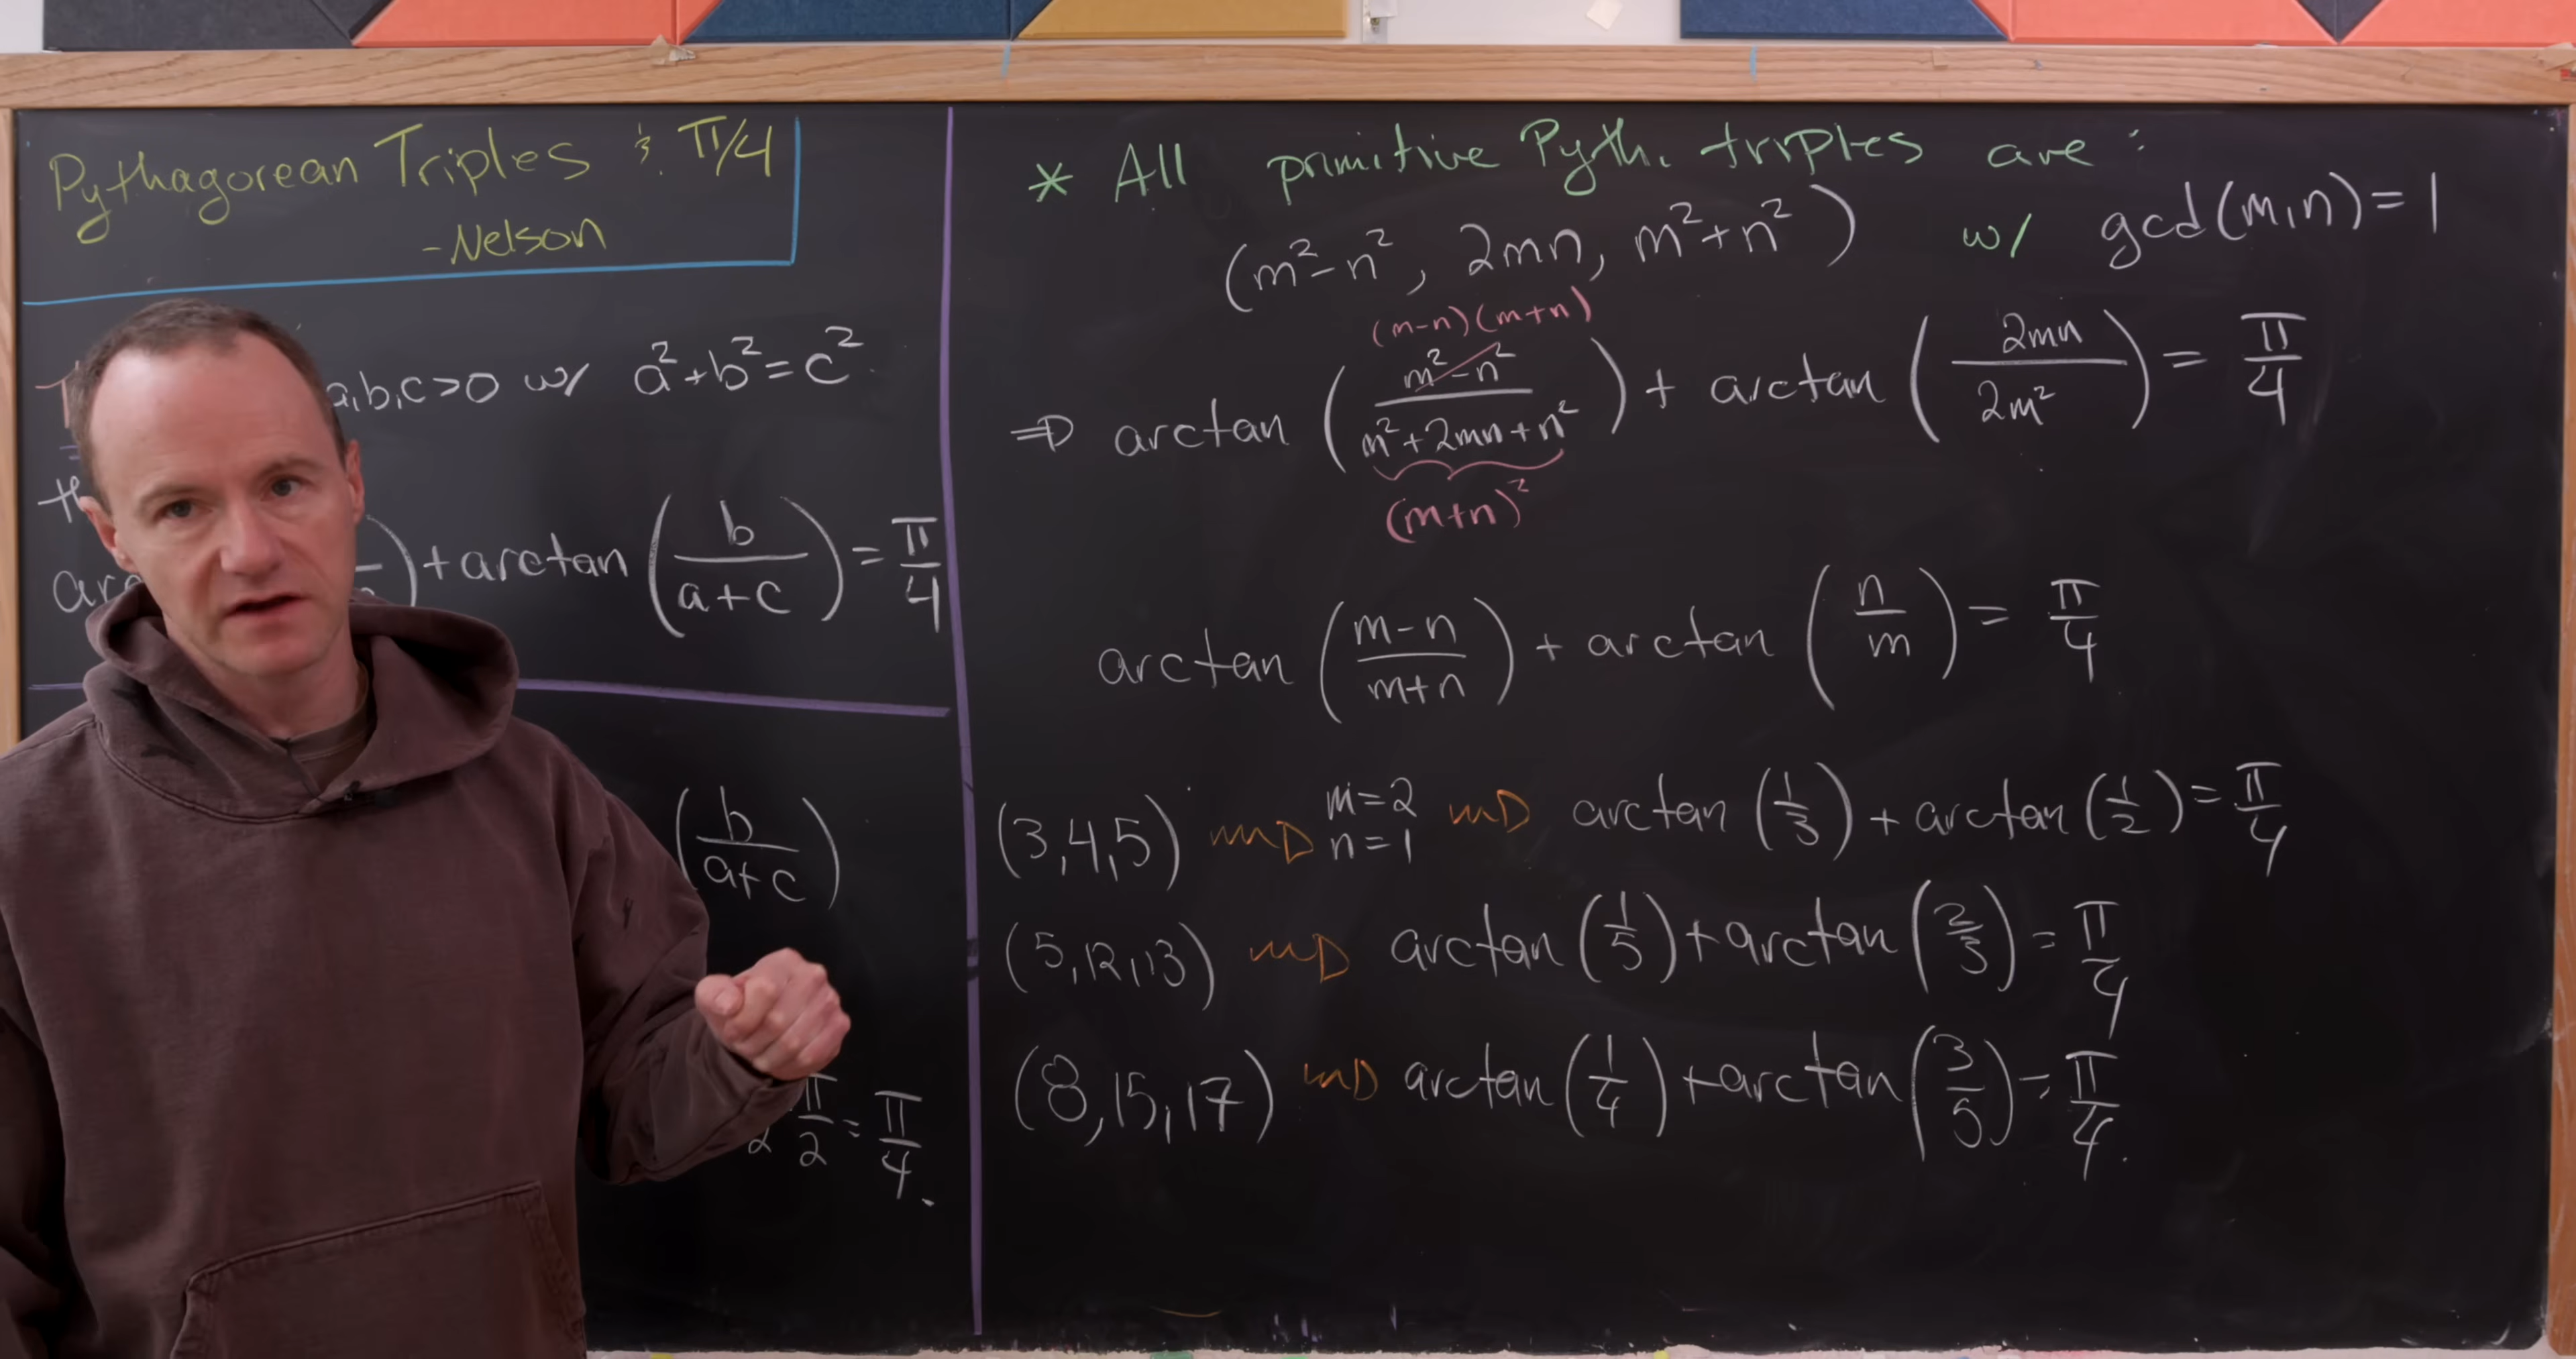 Pythagorean Triples & π/4
-Nelson
a,b,c>0 w/ a²+b²=c².
)+arctan(b/(a+c))=π/4
(b/(a+c))
π/2=π/4.
* All primitive Pyth. triples are:
(m²-n², 2mn, m²+n²) w/ gcd(m,n)=1
(m-n)(m+n)
⇒ arctan((m²-n²)/(m²+2mn+n²)) + arctan(2mn/2m²) = π/4
(m+n)²
arctan((m-n)/(m+n)) + arctan(n/m) = π/4
(3,4,5) m=2 n=1 arctan(1/3)+arctan(1/2)=π/4
(5,12,13) arctan(1/5)+arctan(2/3)=π/4
(8,15,17) arctan(1/4)+arctan(3/5)=π/4.